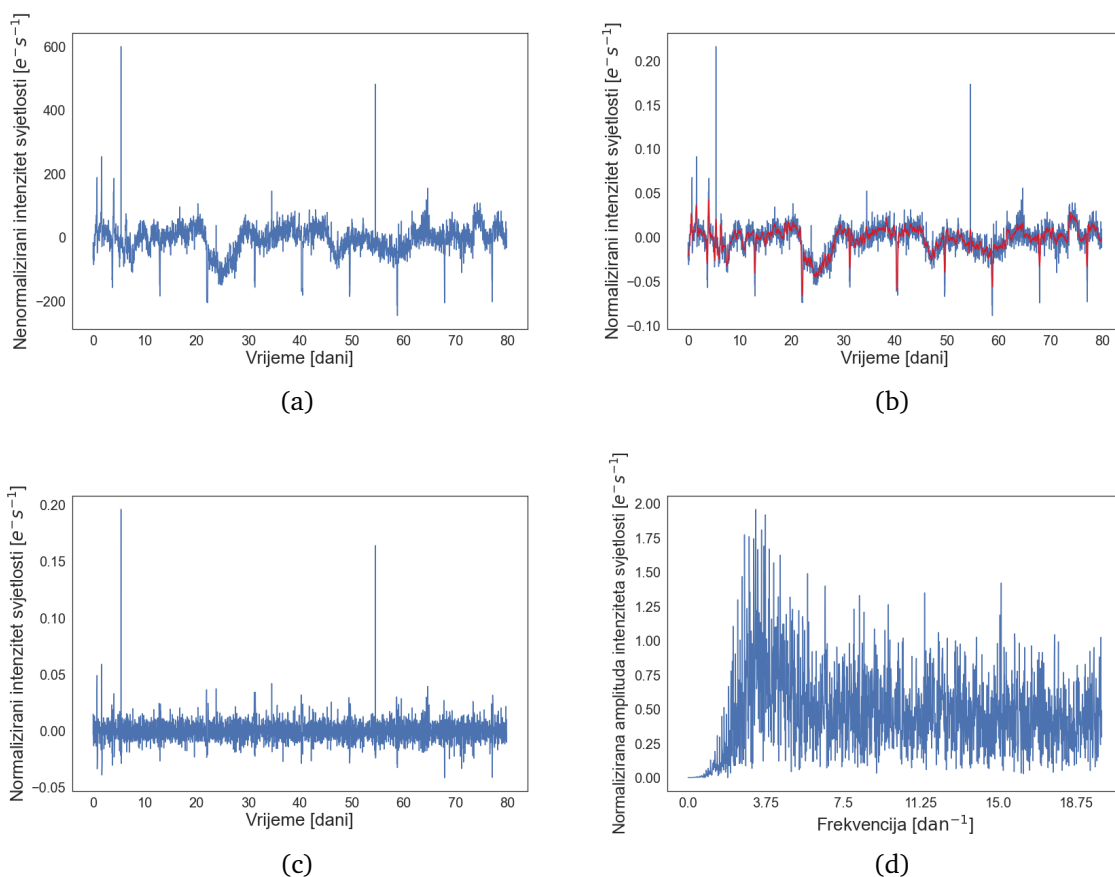 Nenormalizirani intenzitet svjetlosti [e⁻s⁻¹]
600
400
200
0
−200
0 10 20 30 40 50 60 70 80
Vrijeme [dani]
(a)
Normalizirani intenzitet svjetlosti [e⁻s⁻¹]
0.20
0.15
0.10
0.05
0.00
−0.05
−0.10
0 10 20 30 40 50 60 70 80
Vrijeme [dani]
(b)
Normalizirani intenzitet svjetlosti [e⁻s⁻¹]
0.20
0.15
0.10
0.05
0.00
−0.05
0 10 20 30 40 50 60 70 80
Vrijeme [dani]
(c)
Normalizirana amplituda intenziteta svjetlosti [e⁻s⁻¹]
2.00
1.75
1.50
1.25
1.00
0.75
0.50
0.25
0.00
0.0 3.75 7.5 11.25 15.0 18.75
Frekvencija [dan⁻¹]
(d)